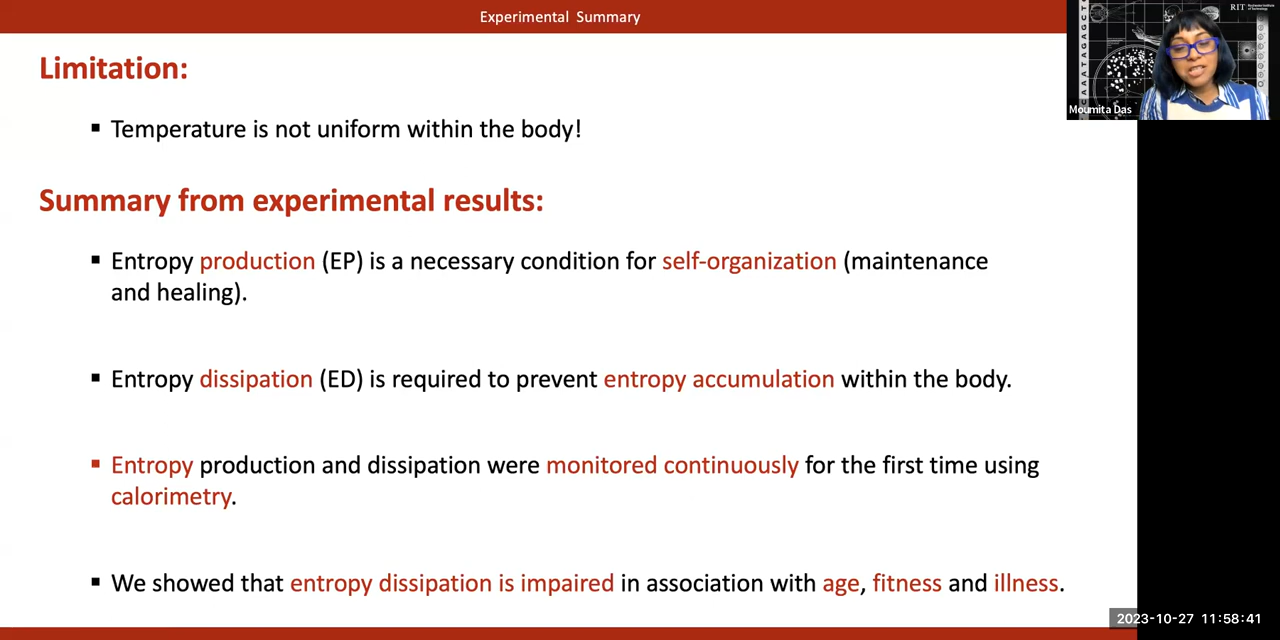 Experimental Summary
RIT
Limitation:
▪ Temperature is not uniform within the body!
Moumita Das
Summary from experimental results:
▪ Entropy production (EP) is a necessary condition for self-organization (maintenance
and healing).
▪ Entropy dissipation (ED) is required to prevent entropy accumulation within the body.
▪ Entropy production and dissipation were monitored continuously for the first time using
calorimetry.
▪ We showed that entropy dissipation is impaired in association with age, fitness and illness.
2023-10-27 11:58:41